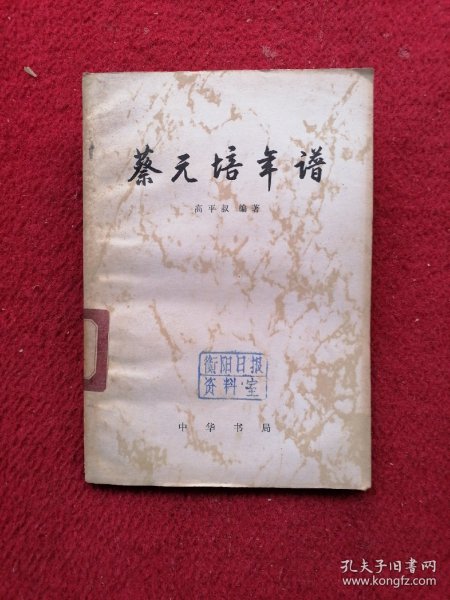 蔡元培年谱
高平叔 编著
衡阳日报
资料室
中华书局
孔夫子旧书网
www.kongfz.com